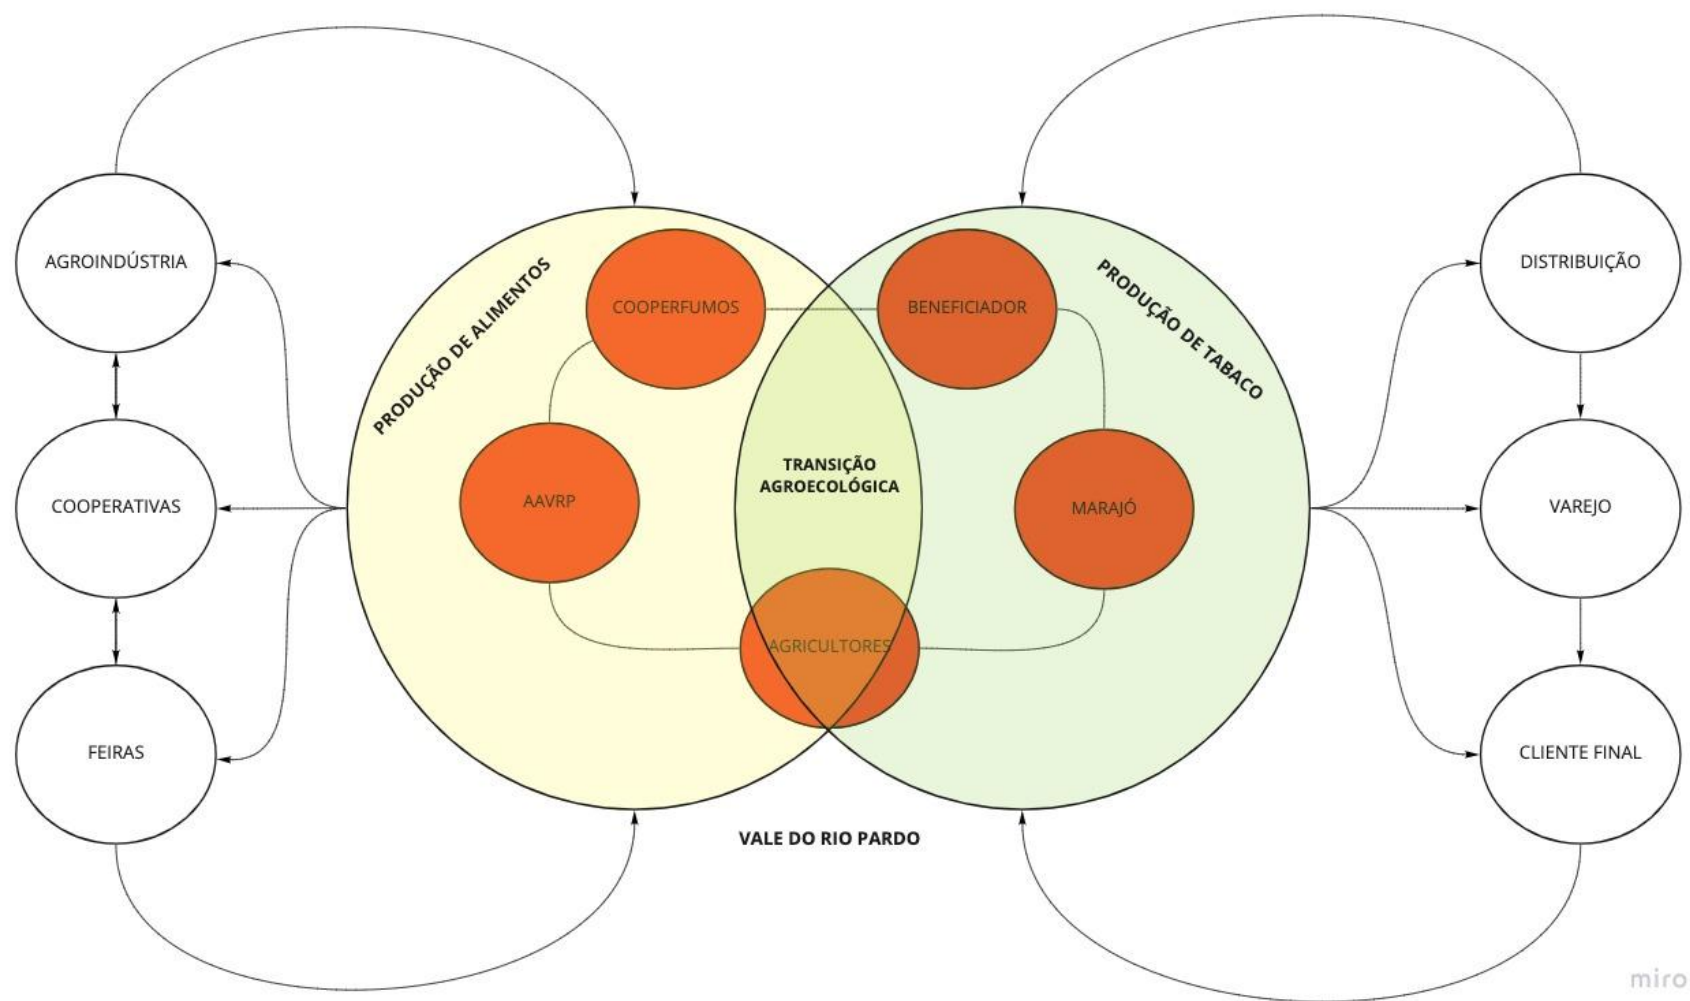 AGROINDÚSTRIA
COOPERATIVAS
FEIRAS
PRODUÇÃO DE ALIMENTOS
COOPERFUMOS
AAVRP
TRANSIÇÃO
AGROECOLÓGICA
AGRICULTORES
BENEFICIADOR
MARAJÓ
PRODUÇÃO DE TABACO
VALE DO RIO PARDO
DISTRIBUIÇÃO
VAREJO
CLIENTE FINAL
miro